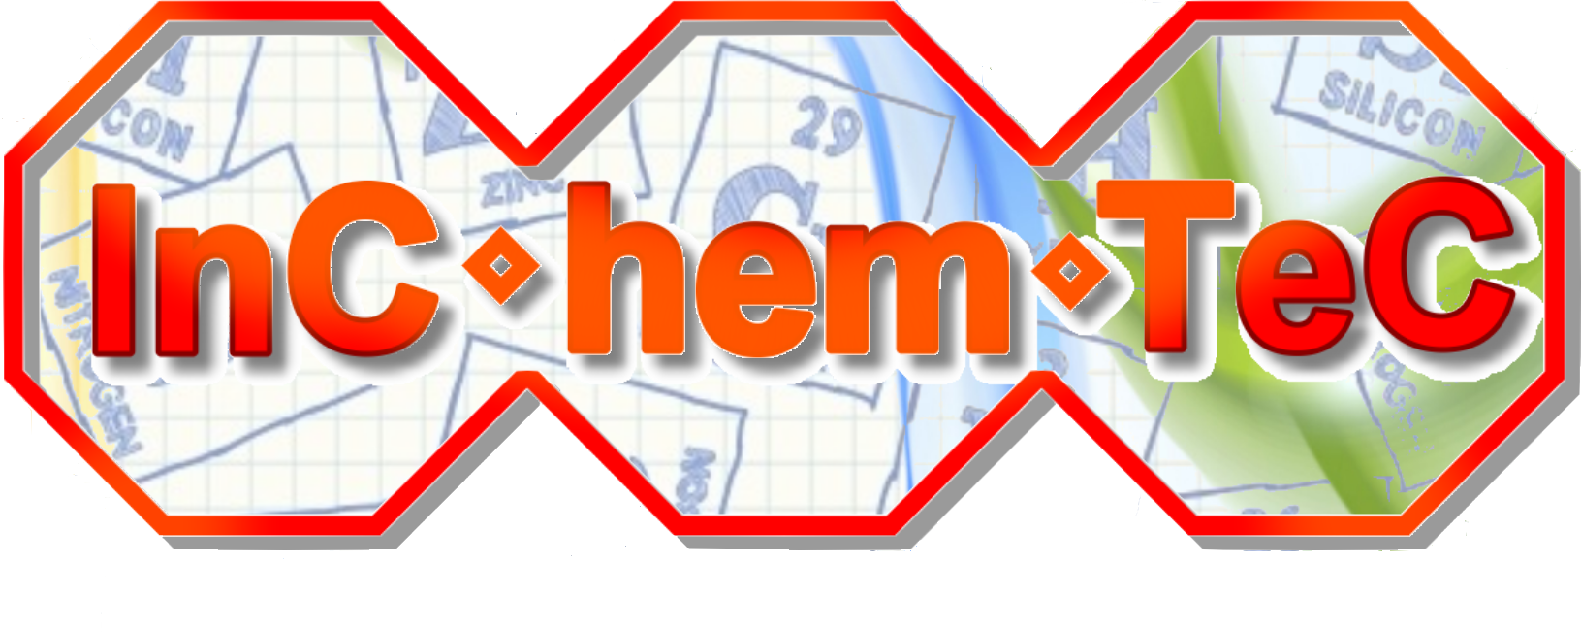 CON
SILICON
29
ZINC
InC◈hem◈TeC
NITROGEN